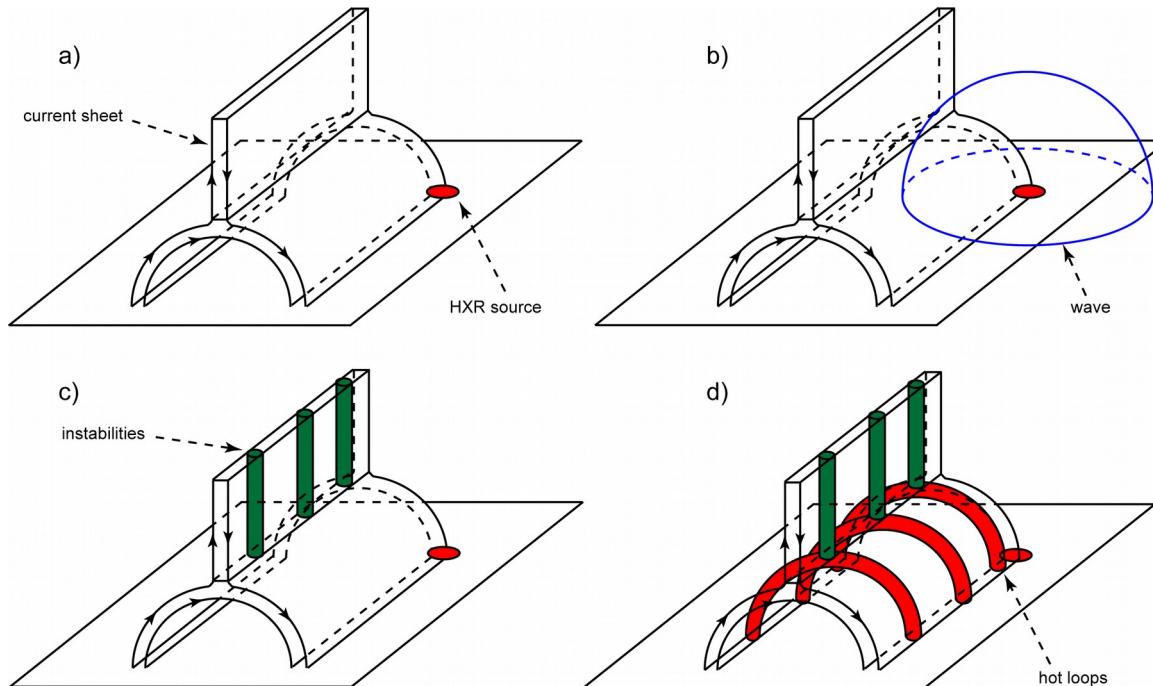 a)
current sheet
HXR source
b)
wave
c)
instabilities
d)
hot loops